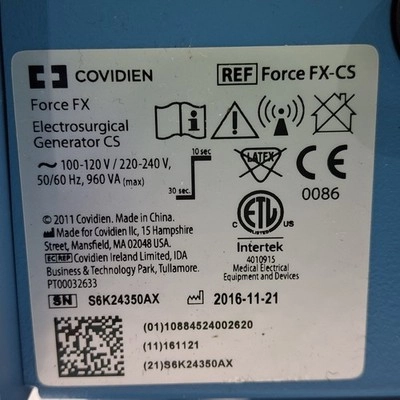 COVIDIEN
REF Force FX-CS
Force FX
Electrosurgical
Generator CS
~ 100-120 V / 220-240 V,
50/60 Hz, 960 VA (max)
10 sec.
30 sec.
LATEX
CE
0086
© 2011 Covidien. Made in China.
Made for Covidien llc, 15 Hampshire
Street, Mansfield, MA 02048 USA.
EC REP Covidien Ireland Limited, IDA
Business & Technology Park, Tullamore.
PT00032633
C ETL US
LISTED
Intertek
4010915
Medical Electrical
Equipment and Devices
SN S6K24350AX
2016-11-21
(01)10884524002620
(11)161121
(21)S6K24350AX